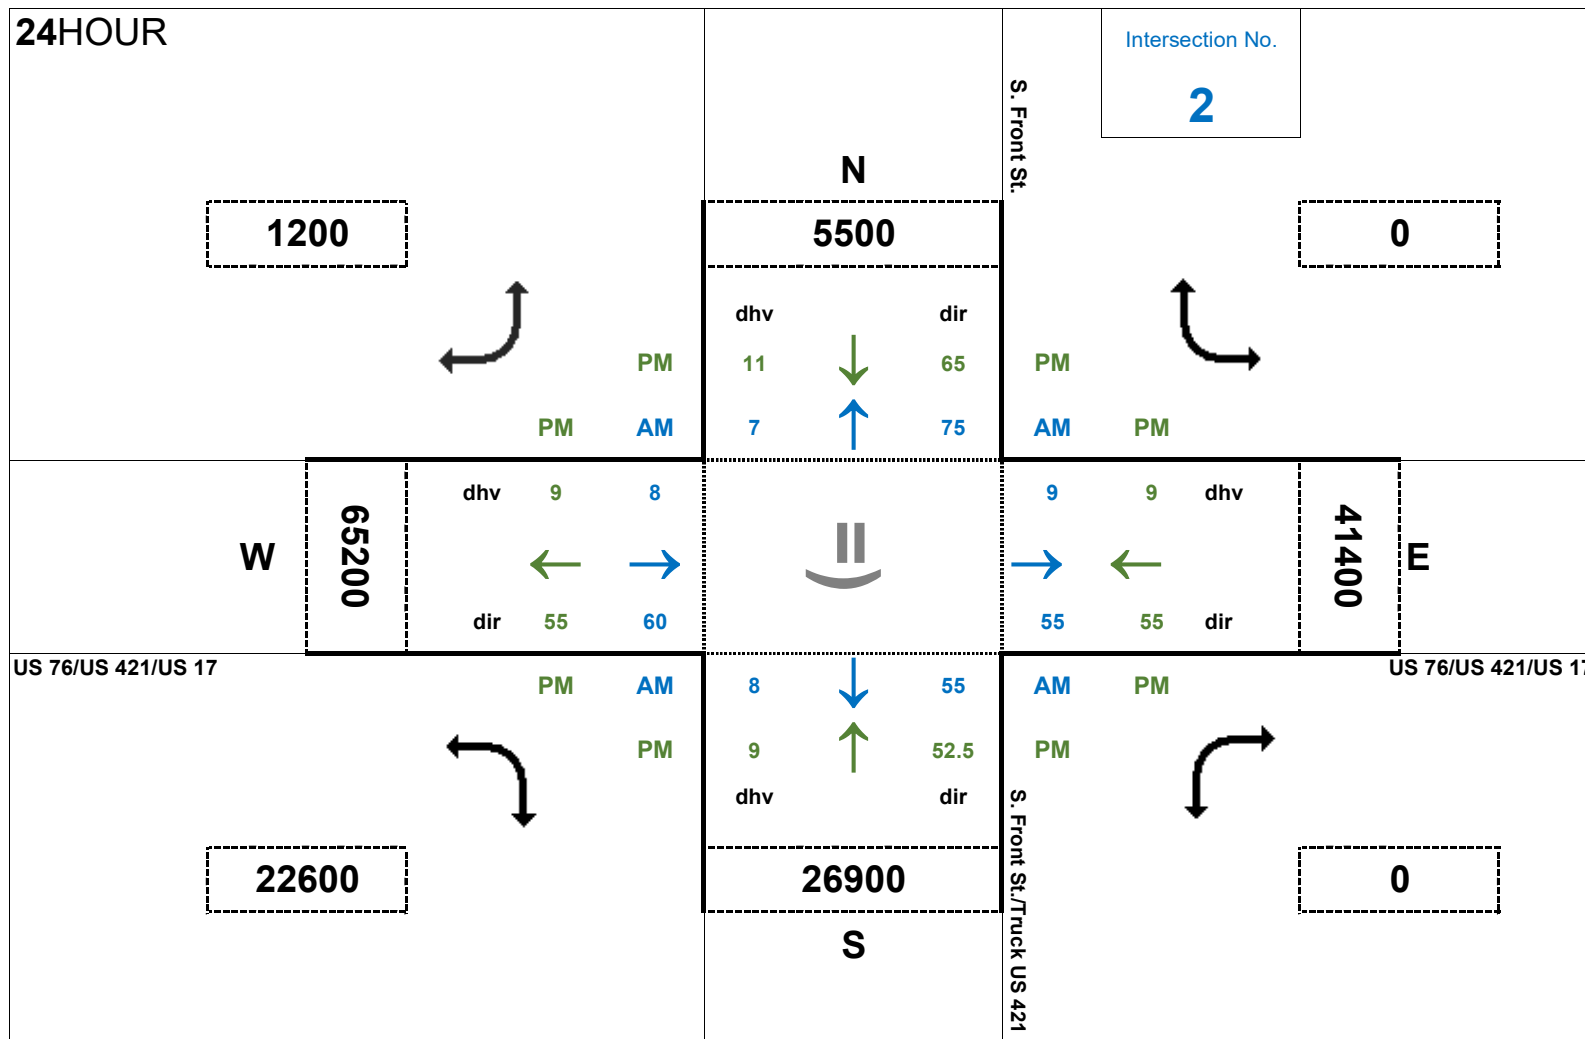 24HOUR
Intersection No.
2
S. Front St.
N
1200
5500
0
dhv dir
PM 11 65 PM
PM AM 7 75 AM PM
dhv 9 8 9 9 dhv
W 65200 41400 E
dir 55 60 55 55 dir
US 76/US 421/US 17 US 76/US 421/US 17
PM AM 8 55 AM PM
PM 9 52.5 PM
dhv dir
S. Front St./Truck US 421
22600
26900
0
S